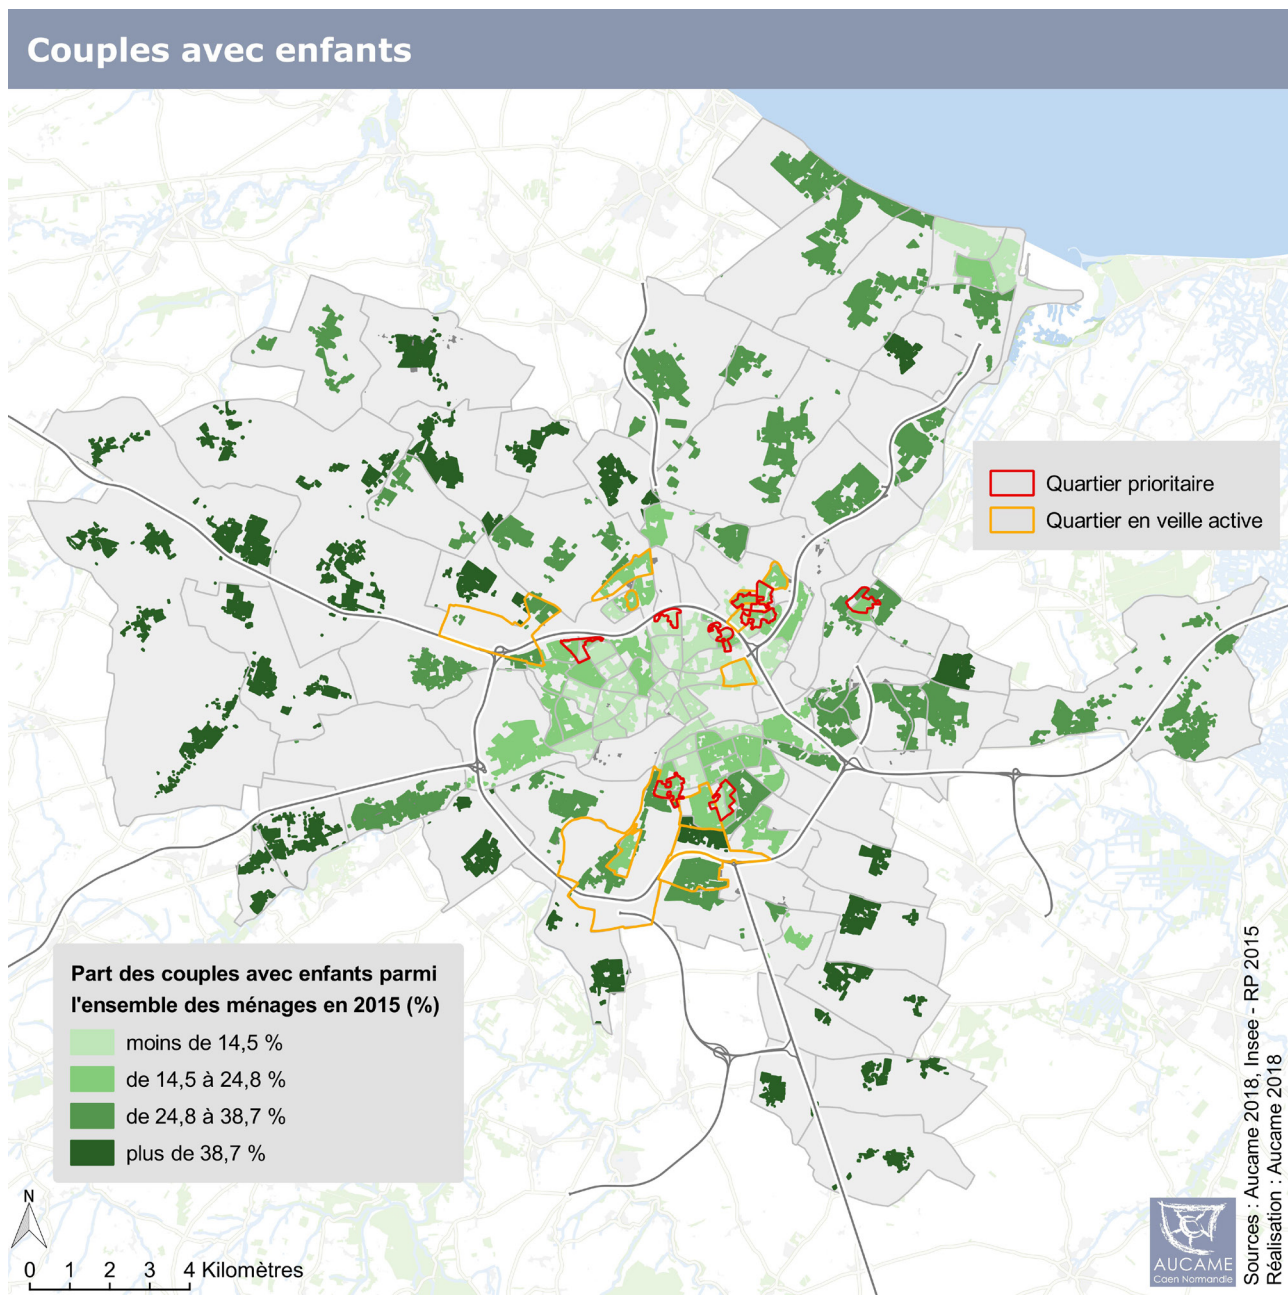 Couples avec enfants
Quartier prioritaire
Quartier en veille active
Part des couples avec enfants parmi
l'ensemble des ménages en 2015 (%)
moins de 14,5 %
de 14,5 à 24,8 %
de 24,8 à 38,7 %
plus de 38,7 %
N
0 1 2 3 4 Kilomètres
AUCAME
Caen Normandie
Sources : Aucame 2018, Insee - RP 2015
Réalisation : Aucame 2018